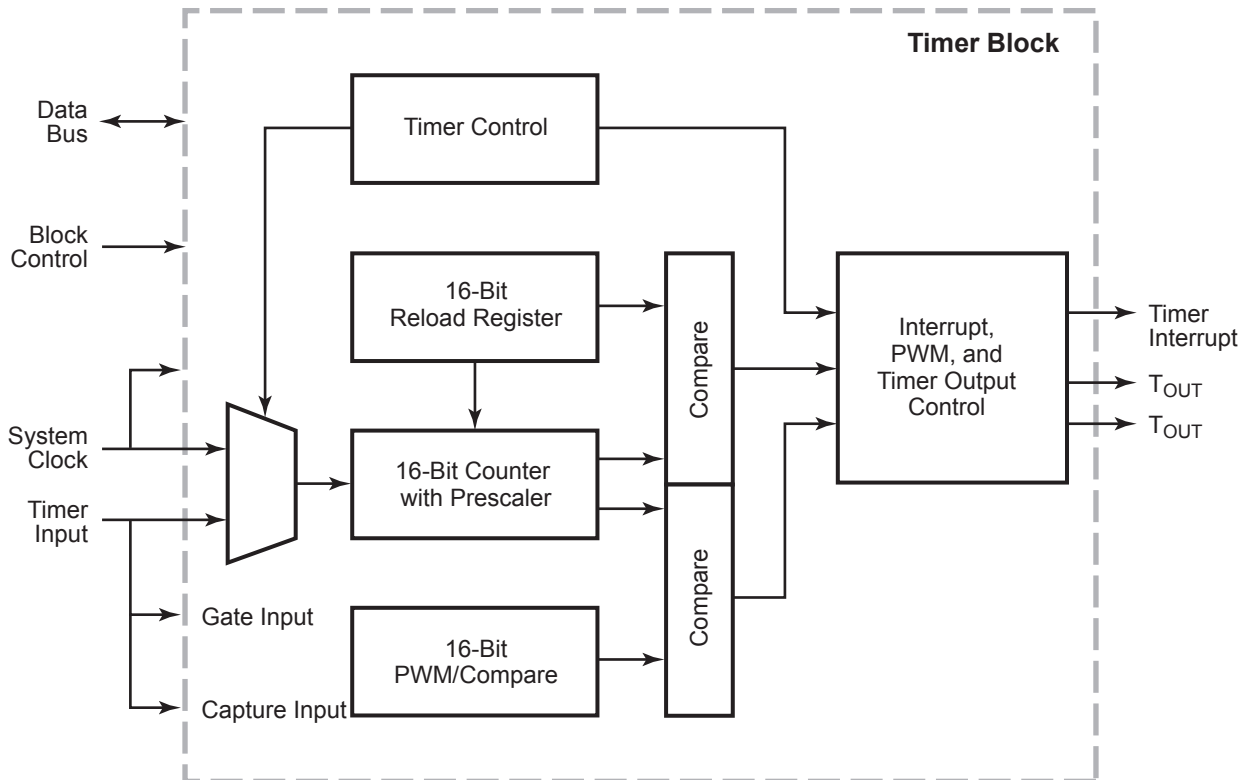 Timer Block
Data
Bus
Timer Control
Block
Control
16-Bit
Reload Register
Compare
Interrupt,
PWM, and
Timer Output
Control
Timer
Interrupt
TOUT
TOUT
System
Clock
16-Bit Counter
with Prescaler
Timer
Input
Compare
Gate Input
16-Bit
PWM/Compare
Capture Input